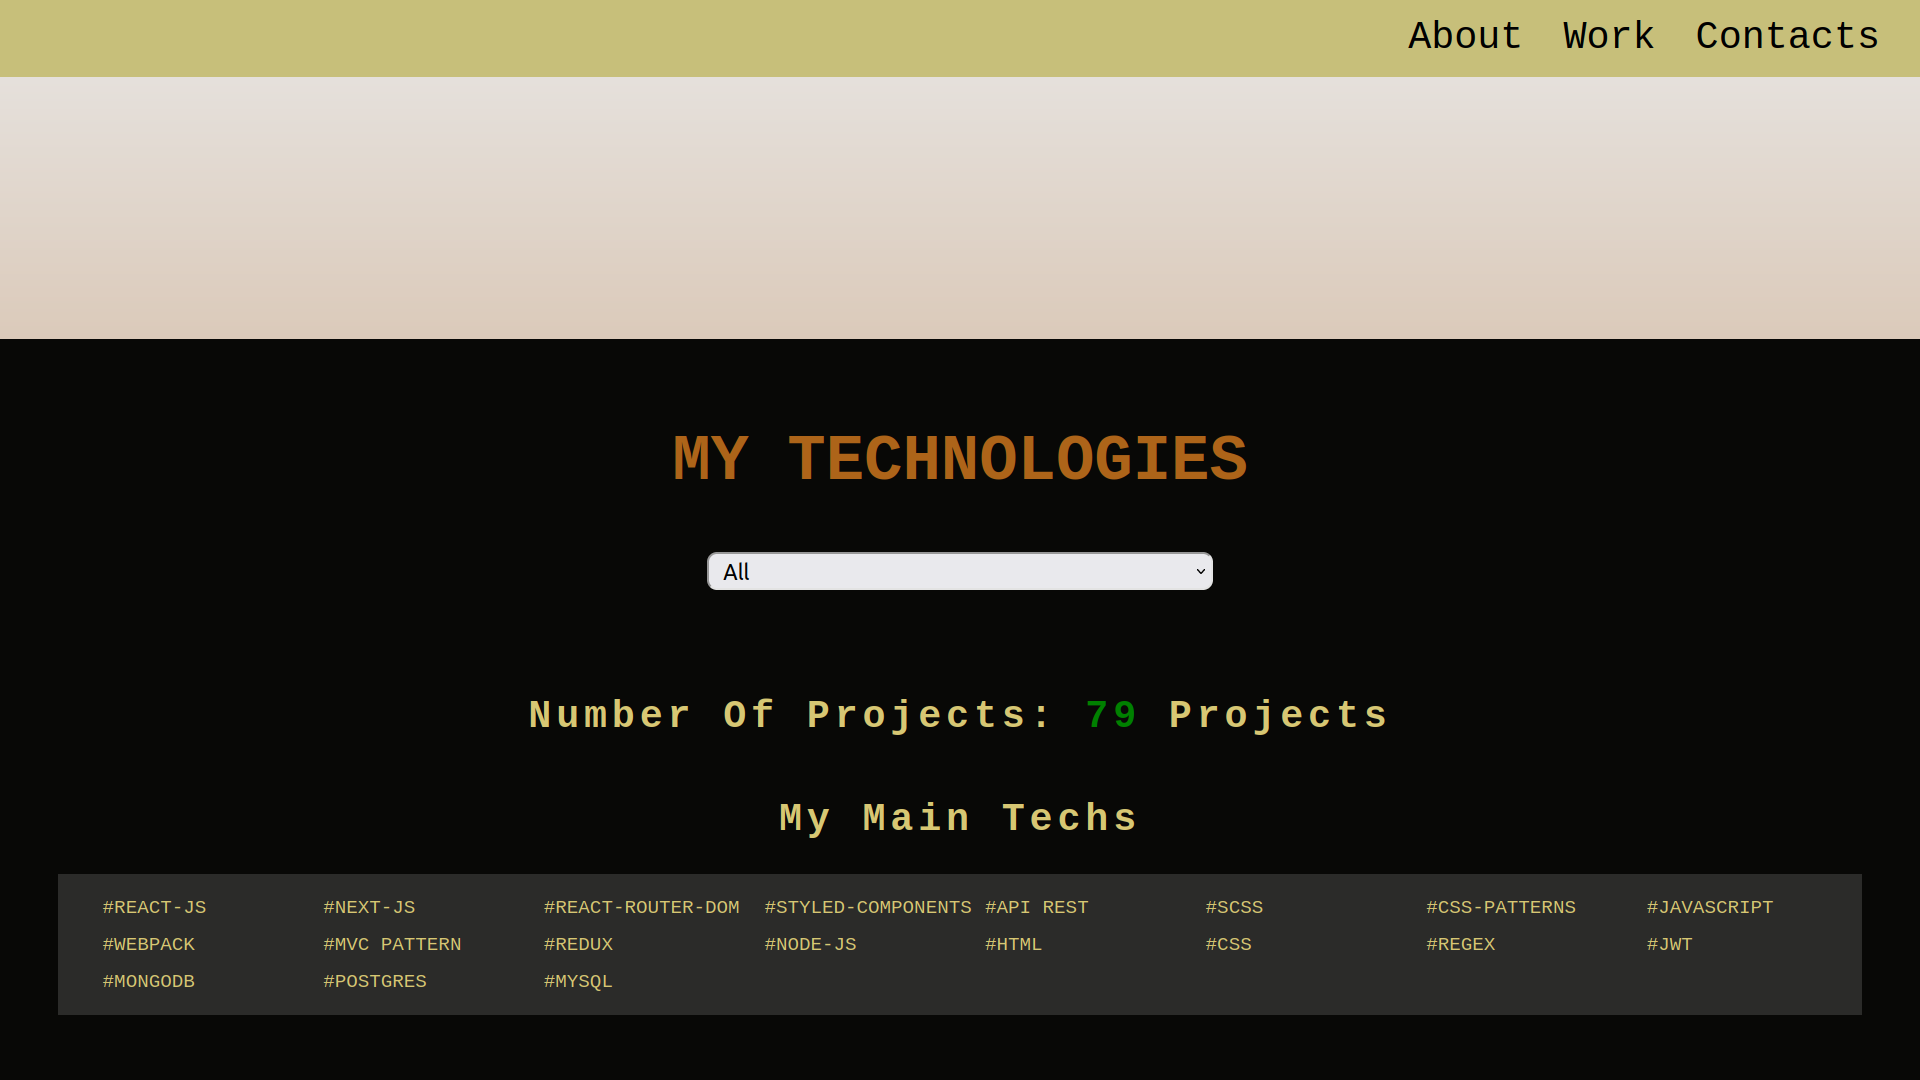 About Work Contacts
MY TECHNOLOGIES
All
Number Of Projects: 79 Projects
My Main Techs
#REACT-JS #NEXT-JS #REACT-ROUTER-DOM #STYLED-COMPONENTS #API REST #SCSS #CSS-PATTERNS #JAVASCRIPT
#WEBPACK #MVC PATTERN #REDUX #NODE-JS #HTML #CSS #REGEX #JWT
#MONGODB #POSTGRES #MYSQL